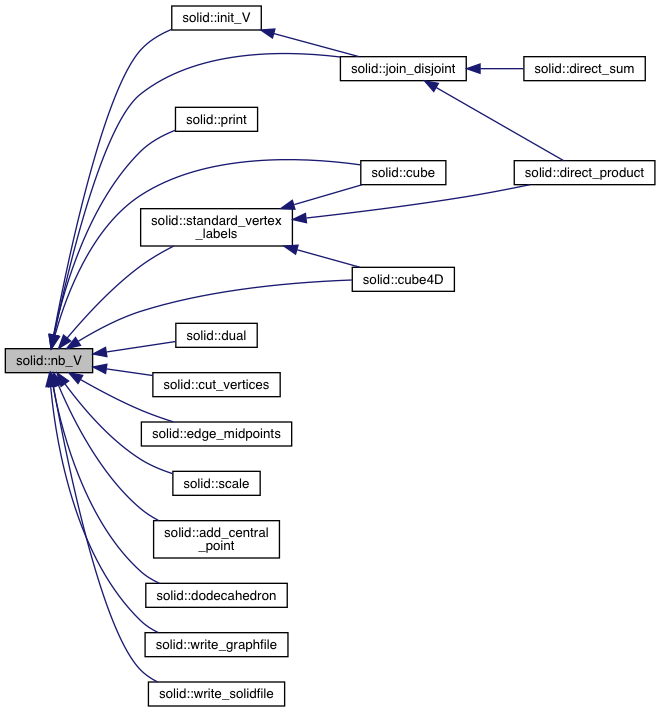 solid::init_V
solid::join_disjoint
solid::direct_sum
solid::print
solid::cube
solid::direct_product
solid::standard_vertex
_labels
solid::cube4D
solid::dual
solid::nb_V
solid::cut_vertices
solid::edge_midpoints
solid::scale
solid::add_central
_point
solid::dodecahedron
solid::write_graphfile
solid::write_solidfile